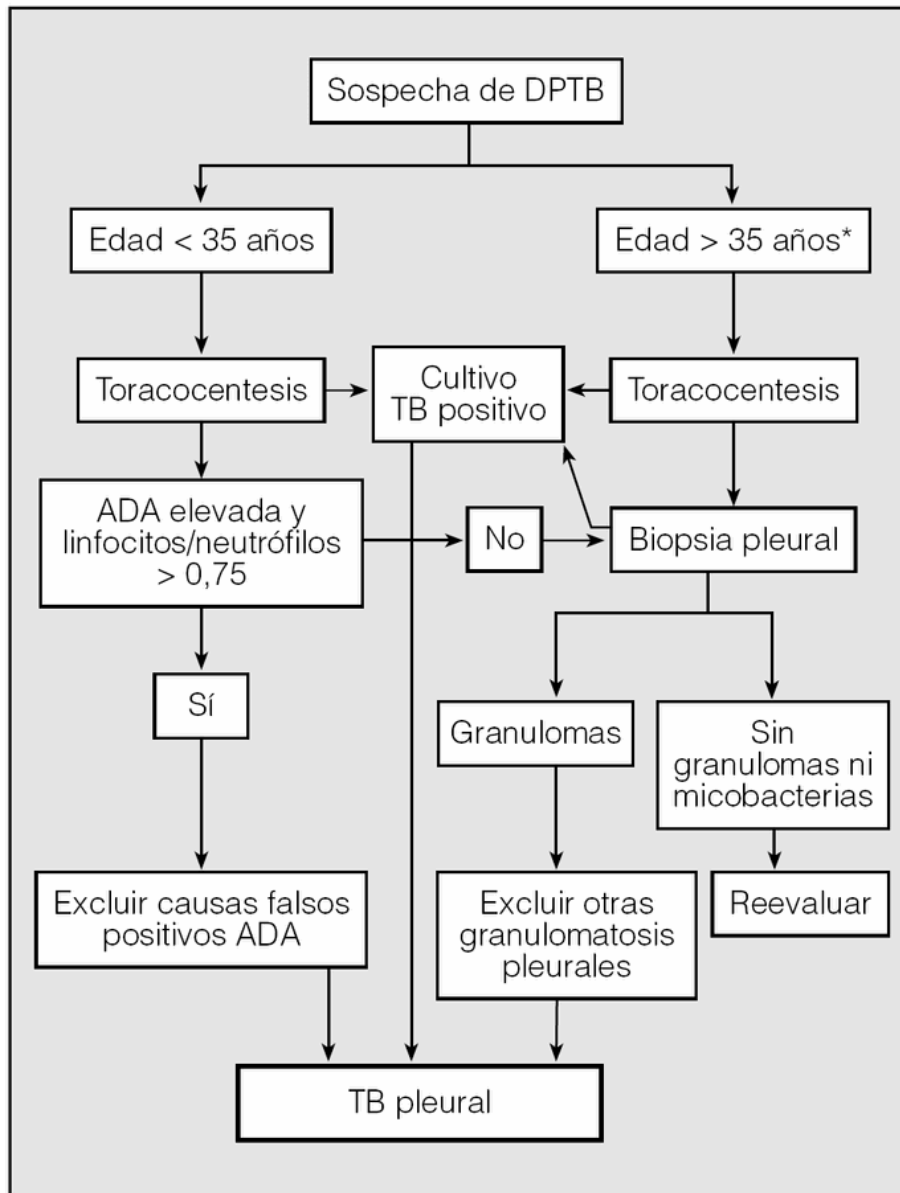 Sospecha de DPTB
Edad < 35 años
Edad > 35 años*
Toracocentesis
Cultivo
TB positivo
Toracocentesis
ADA elevada y
linfocitos/neutrófilos
> 0,75
No
Biopsia pleural
Sí
Granulomas
Sin
granulomas ni
micobacterias
Excluir causas falsos
positivos ADA
Excluir otras
granulomatosis
pleurales
Reevaluar
TB pleural